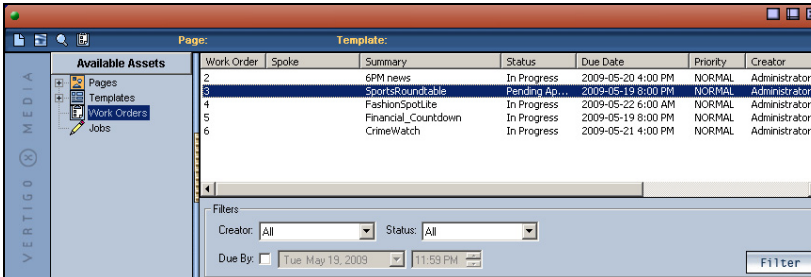 Page: Template:
Available Assets
Pages
Templates
Work Orders
Jobs
Work Order Spoke Summary Status Due Date Priority Creator
2 6PM news In Progress 2009-05-20 4:00 PM NORMAL Administrator
3 SportsRoundtable Pending Ap... 2009-05-19 8:00 PM NORMAL Administrator
4 FashionSpotLite In Progress 2009-05-22 6:00 AM NORMAL Administrator
5 Financial_Countdown In Progress 2009-05-19 8:00 PM NORMAL Administrator
6 CrimeWatch In Progress 2009-05-21 4:00 PM NORMAL Administrator
Filters
Creator: All Status: All
Due By: Tue May 19, 2009 11:59 PM
Filter
VERTIGO X MEDIA